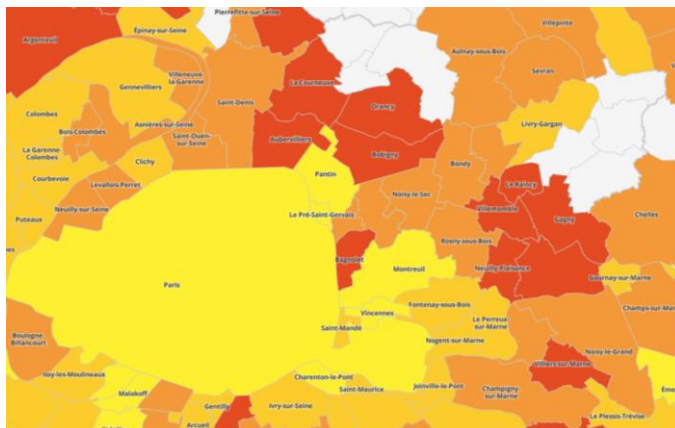 Pierrefitte-sur-Seine
Villepinte
Épinay-sur-Seine
Argenteuil
Aulnay-sous-Bois
Villeneuve
la-Garenne
Sevran
Gennevilliers
La Courneuve
Saint-Denis
Drancy
Colombes
Livry-Gargan
Asnières-sur-Seine
Bois-Colombes
Saint-Ouen-
sur-Seine
Aubervilliers
La Garenne-
Colombes
Bobigny
Clichy
Bondy
Pantin
Courbevoie
Levallois-Perret
Le Raincy
Noisy-le-Sec
Neuilly-sur-Seine
Villemomble
Le Pré-Saint-Gervais
Chelles
Puteaux
Gagny
Rosny-sous-Bois
Bagnolet
Montreuil
Neuilly-Plaisance
Gournay-sur-Marne
Paris
Fontenay-sous-Bois
Champs-sur-Mar
Vincennes
Le Perreux
-sur-Marne
Saint-Mandé
Boulogne
Billancourt
Nogent-sur-Marne
Noisy-le-Grand
Villiers-sur-Marne
Issy-les-Moulineaux
Charenton-le-Pont
Saint-Maurice
Joinville-le-Pont
Champigny
-sur-Marne
Malakoff
Gentilly
Ivry-sur-Seine
Le Plessis-Trévise
Arcueil